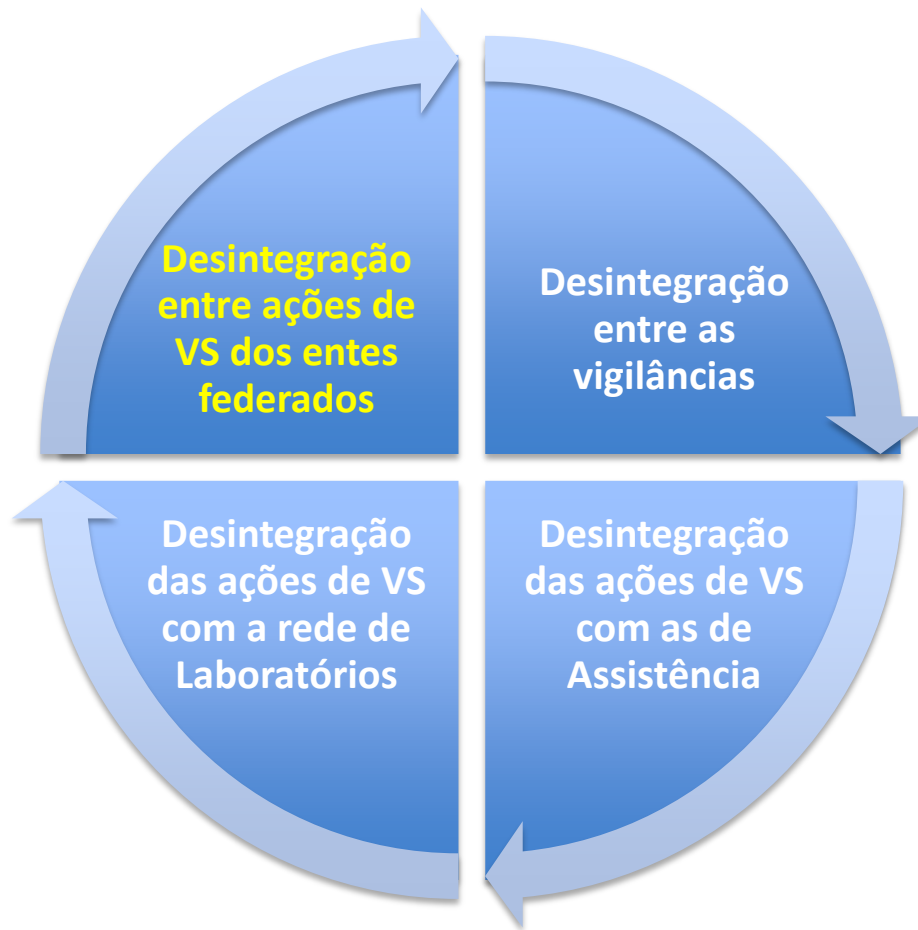 Desintegração
entre ações de
VS dos entes
federados
Desintegração
entre as
vigilâncias
Desintegração
das ações de VS
com a rede de
Laboratórios
Desintegração
das ações de VS
com as de
Assistência